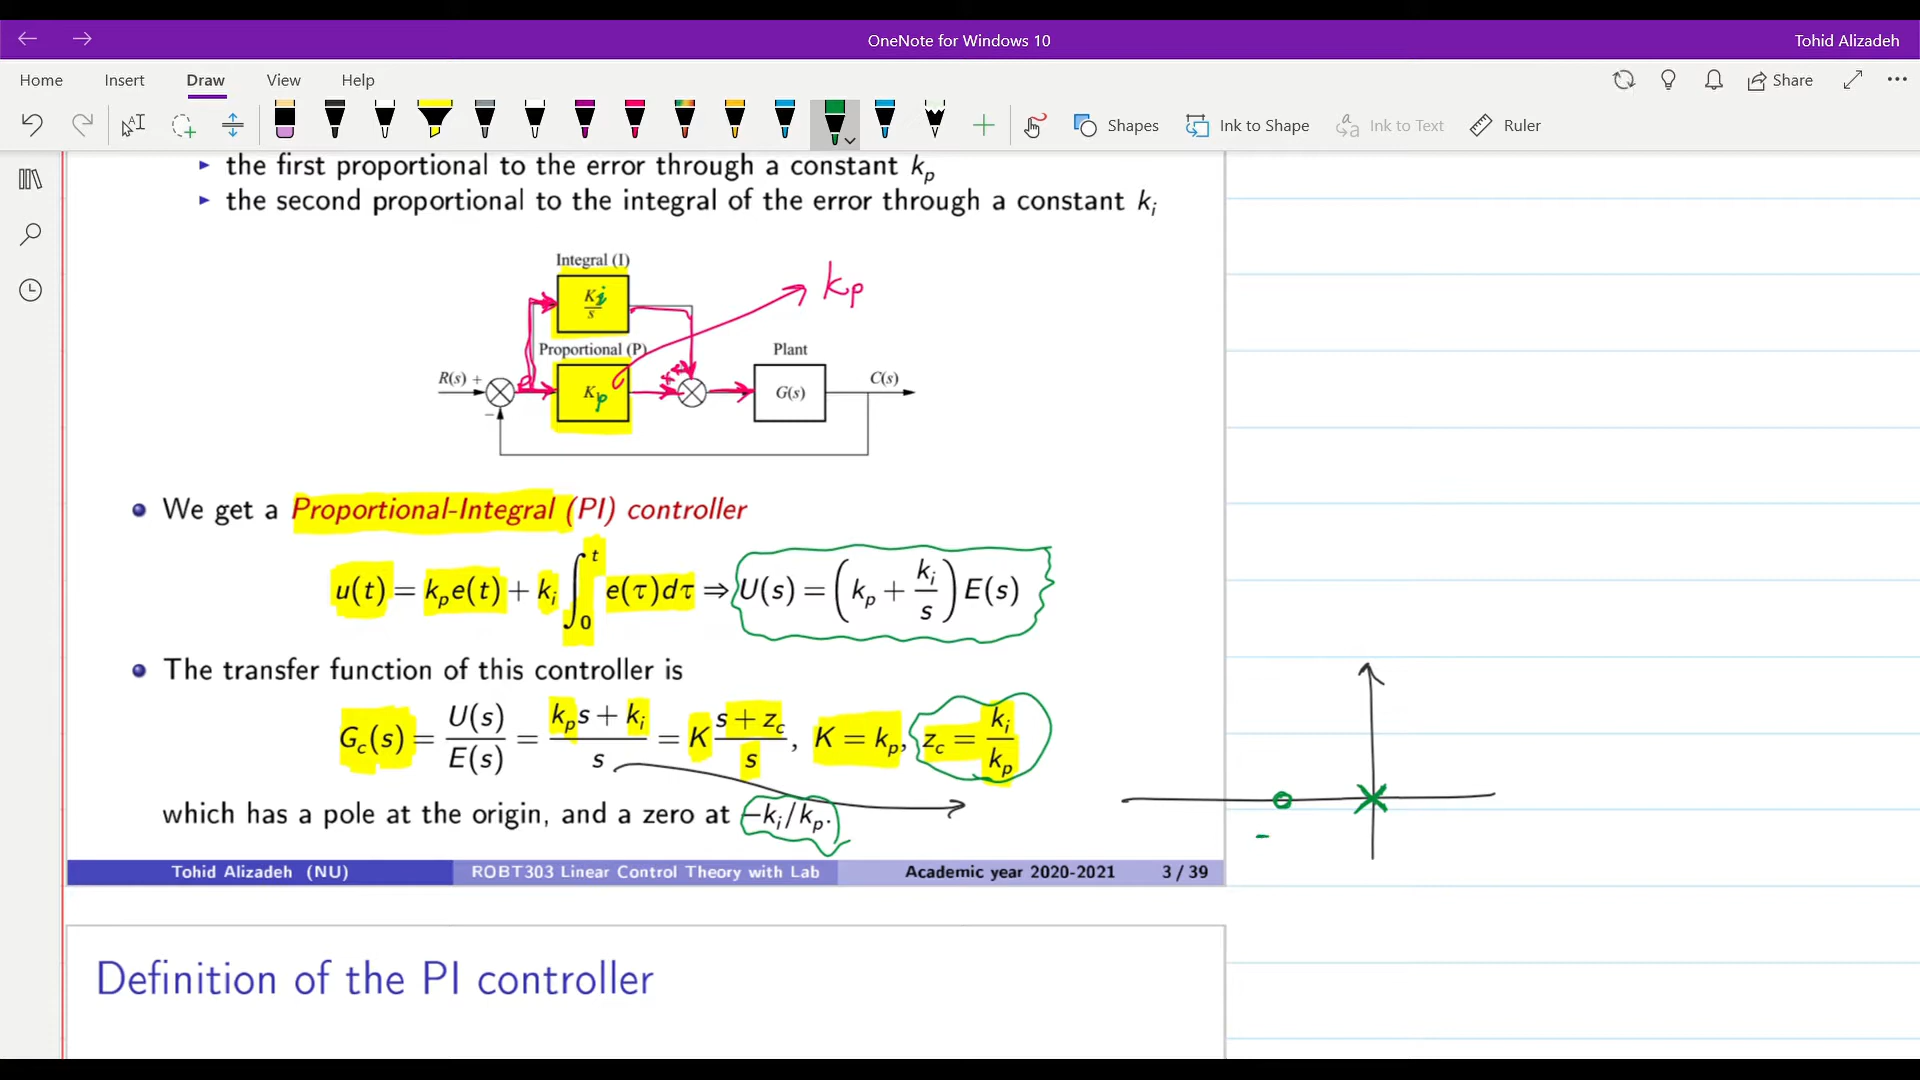 OneNote for Windows 10
Tohid Alizadeh
Home Insert Draw View Help
Share
Shapes Ink to Shape Ink to Text Ruler
▸ the first proportional to the error through a constant kₚ
▸ the second proportional to the integral of the error through a constant kᵢ
Integral (I)
Ki
s
kp
Proportional (P)
Plant
R(s) +
Kp
+ +
G(s)
C(s)
−
• We get a Proportional-Integral (PI) controller
u(t) = kₚe(t) + kᵢ ∫₀ᵗ e(τ)dτ ⇒ U(s) = (kₚ + kᵢ/s) E(s)
• The transfer function of this controller is
G_c(s) = U(s)/E(s) = (kₚs + kᵢ)/s = K (s + z_c)/s, K = kₚ, z_c = kᵢ/kₚ
which has a pole at the origin, and a zero at −kᵢ/kₚ.
-
Tohid Alizadeh (NU) ROBT303 Linear Control Theory with Lab Academic year 2020-2021 3 / 39
Definition of the PI controller